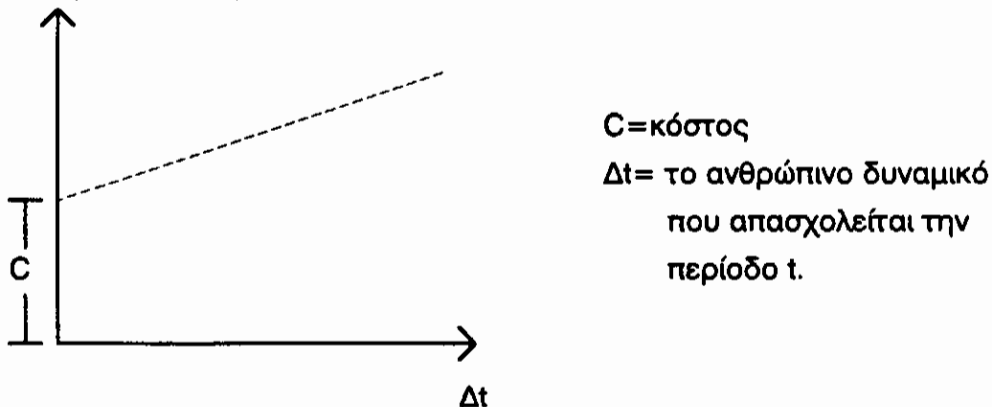 C=κόστος
Δt= το ανθρώπινο δυναμικό
που απασχολείται την
περίοδο t.
C
Δt